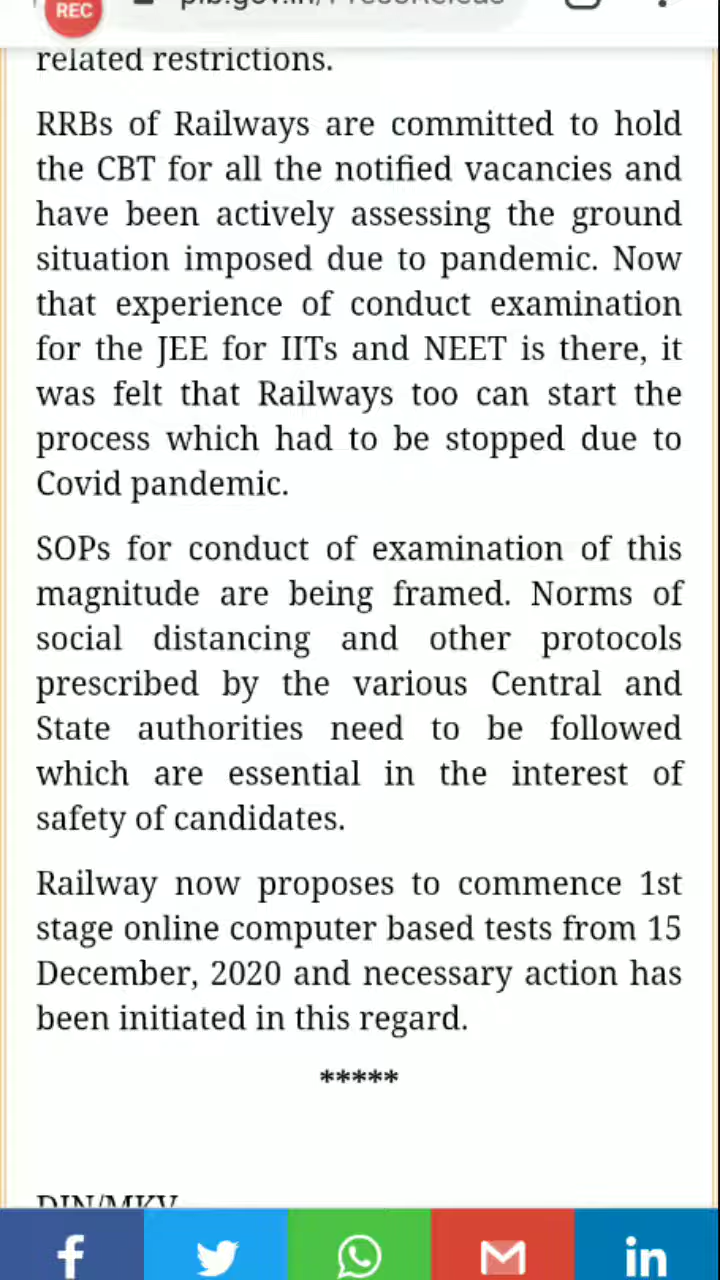 REC
related restrictions.
RRBs of Railways are committed to hold
the CBT for all the notified vacancies and
have been actively assessing the ground
situation imposed due to pandemic. Now
that experience of conduct examination
for the JEE for IITs and NEET is there, it
was felt that Railways too can start the
process which had to be stopped due to
Covid pandemic.
SOPs for conduct of examination of this
magnitude are being framed. Norms of
social distancing and other protocols
prescribed by the various Central and
State authorities need to be followed
which are essential in the interest of
safety of candidates.
Railway now proposes to commence 1st
stage online computer based tests from 15
December, 2020 and necessary action has
been initiated in this regard.
*****